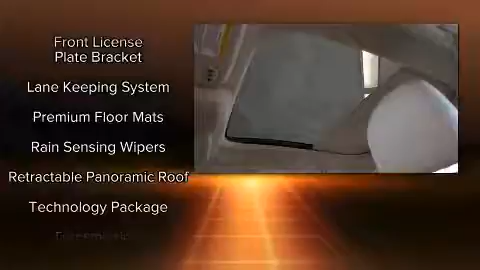 Front License
Plate Bracket
Lane Keeping System
Premium Floor Mats
Rain Sensing Wipers
Retractable Panoramic Roof
Technology Package